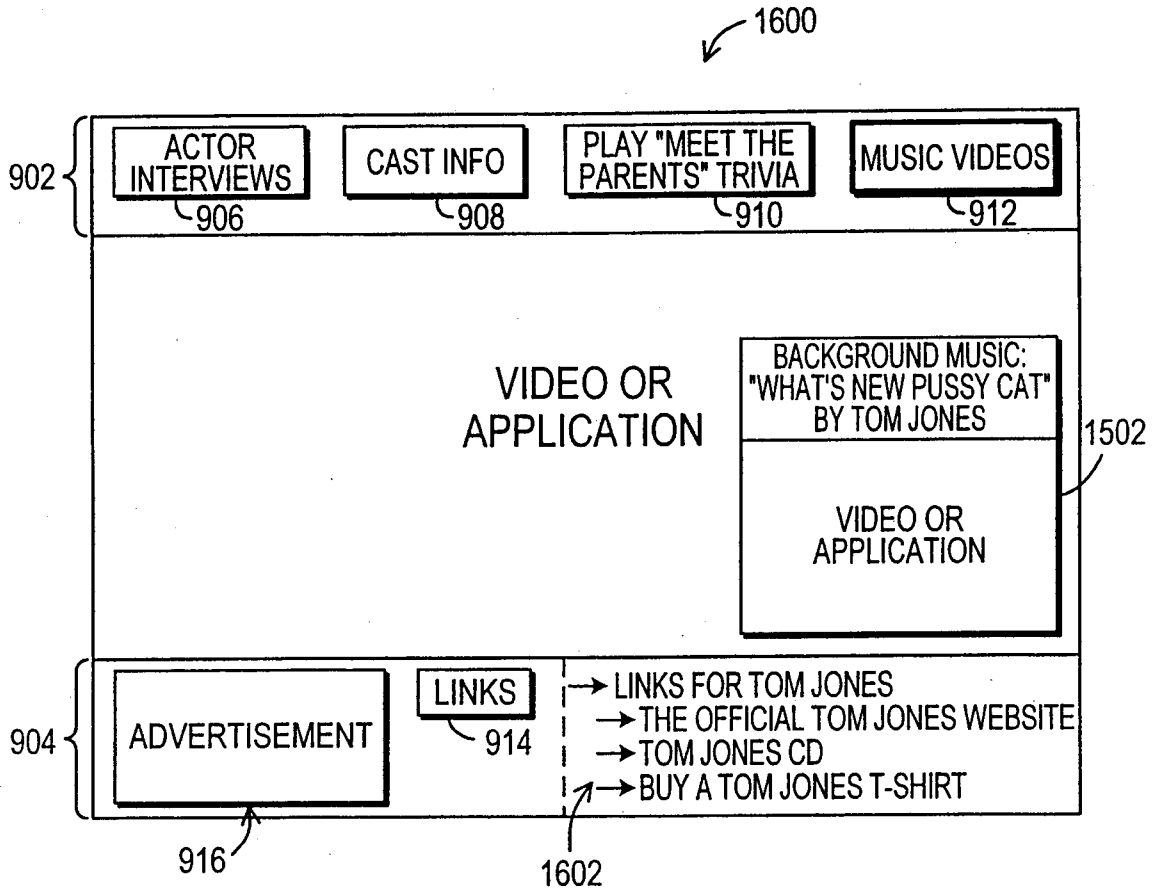 1600
902
ACTOR
INTERVIEWS
906
CAST INFO
908
PLAY "MEET THE
PARENTS" TRIVIA
910
MUSIC VIDEOS
912
VIDEO OR
APPLICATION
BACKGROUND MUSIC:
"WHAT'S NEW PUSSY CAT"
BY TOM JONES
VIDEO OR
APPLICATION
1502
904
ADVERTISEMENT
916
LINKS
914
LINKS FOR TOM JONES
THE OFFICIAL TOM JONES WEBSITE
TOM JONES CD
BUY A TOM JONES T-SHIRT
1602